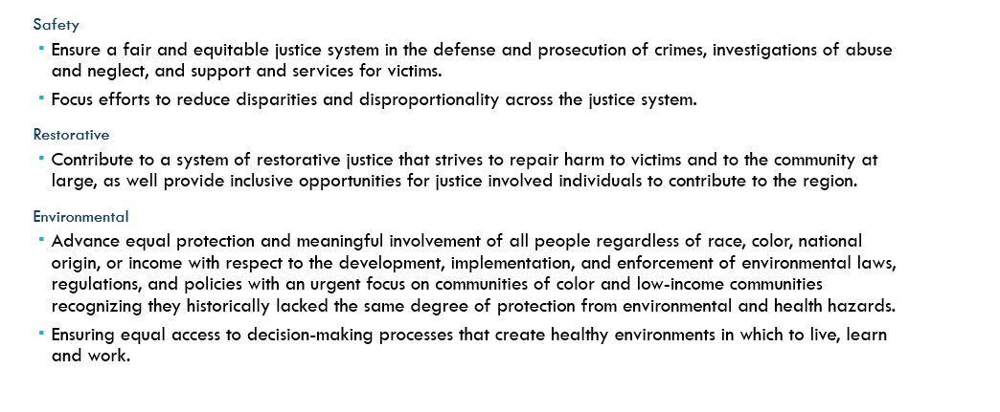 Safety
▪ Ensure a fair and equitable justice system in the defense and prosecution of crimes, investigations of abuse
and neglect, and support and services for victims.
▪ Focus efforts to reduce disparities and disproportionality across the justice system.
Restorative
▪ Contribute to a system of restorative justice that strives to repair harm to victims and to the community at
large, as well provide inclusive opportunities for justice involved individuals to contribute to the region.
Environmental
▪ Advance equal protection and meaningful involvement of all people regardless of race, color, national
origin, or income with respect to the development, implementation, and enforcement of environmental laws,
regulations, and policies with an urgent focus on communities of color and low-income communities
recognizing they historically lacked the same degree of protection from environmental and health hazards.
▪ Ensuring equal access to decision-making processes that create healthy environments in which to live, learn
and work.